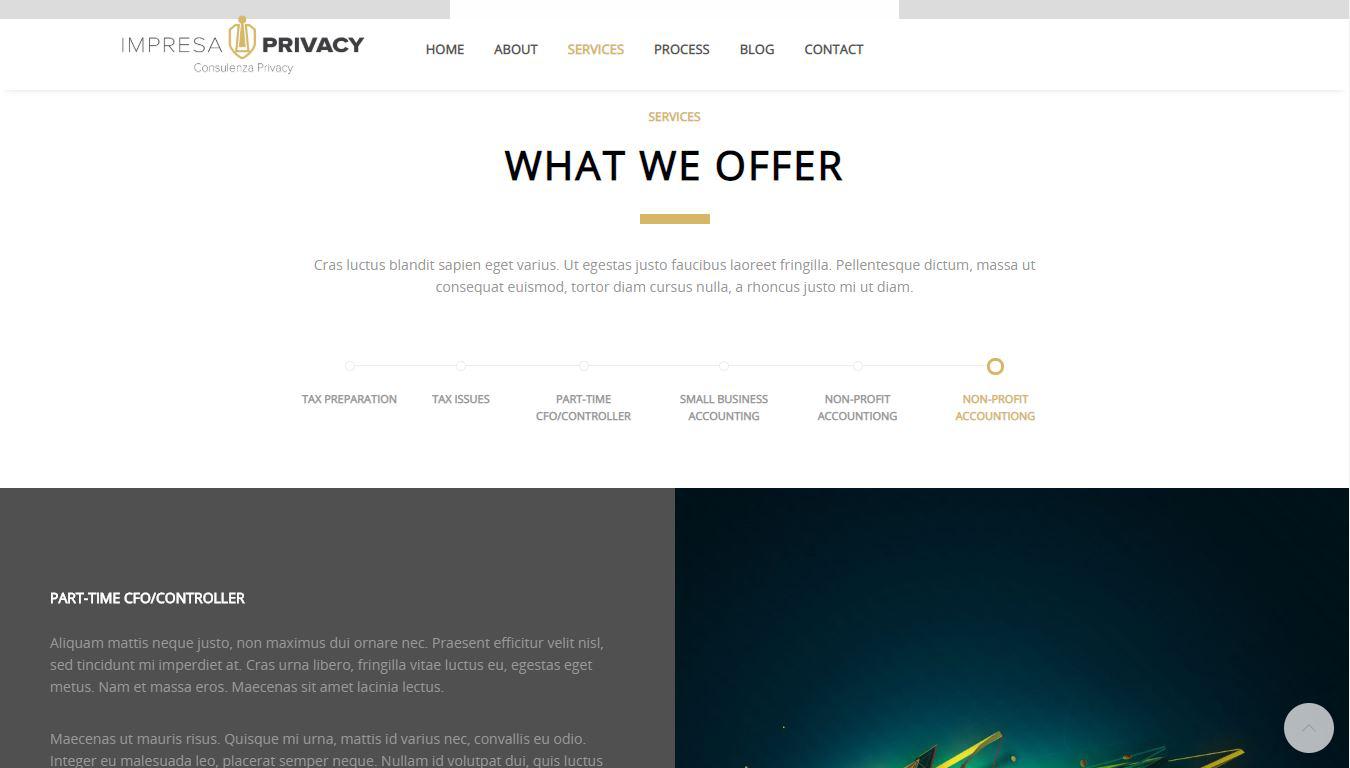 IMPRESA PRIVACY
Consulenza Privacy
HOME ABOUT SERVICES PROCESS BLOG CONTACT
SERVICES
WHAT WE OFFER
Cras luctus blandit sapien eget varius. Ut egestas justo faucibus laoreet fringilla. Pellentesque dictum, massa ut
consequat euismod, tortor diam cursus nulla, a rhoncus justo mi ut diam.
TAX PREPARATION
TAX ISSUES
PART-TIME
CFO/CONTROLLER
SMALL BUSINESS
ACCOUNTING
NON-PROFIT
ACCOUNTIONG
NON-PROFIT
ACCOUNTIONG
PART-TIME CFO/CONTROLLER
Aliquam mattis neque justo, non maximus dui ornare nec. Praesent efficitur velit nisl,
sed tincidunt mi imperdiet at. Cras urna libero, fringilla vitae luctus eu, egestas eget
metus. Nam et massa eros. Maecenas sit amet lacinia lectus.
Maecenas ut mauris risus. Quisque mi urna, mattis id varius nec, convallis eu odio.
Integer eu malesuada leo, placerat semper neque. Nullam id volutpat dui, quis luctus